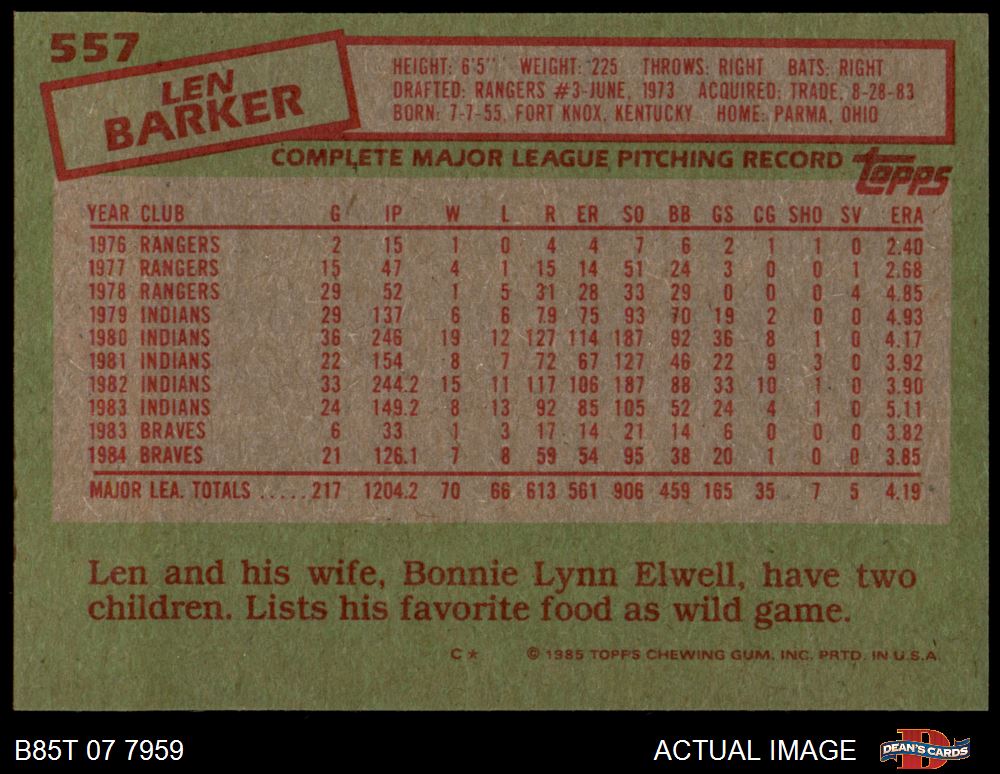 557
LEN
BARKER
HEIGHT: 6'5" WEIGHT: 225 THROWS: RIGHT BATS: RIGHT
DRAFTED: RANGERS #3-JUNE, 1973 ACQUIRED: TRADE, 8-28-83
BORN: 7-7-55, FORT KNOX, KENTUCKY HOME: PARMA, OHIO
COMPLETE MAJOR LEAGUE PITCHING RECORD topps
YEAR CLUB G IP W L R ER SO BB GS CG SHO SV ERA
1976 RANGERS 2 15 1 0 4 4 7 6 2 1 1 0 2.40
1977 RANGERS 15 47 4 1 15 14 51 24 3 0 0 1 2.68
1978 RANGERS 29 52 1 5 31 28 33 29 0 0 0 4 4.85
1979 INDIANS 29 137 6 6 79 75 93 70 19 2 0 0 4.93
1980 INDIANS 36 246 19 12 127 114 187 92 36 8 1 0 4.17
1981 INDIANS 22 154 8 7 72 67 127 46 22 9 3 0 3.92
1982 INDIANS 33 244.2 15 11 117 106 187 88 33 10 1 0 3.90
1983 INDIANS 24 149.2 8 13 92 85 105 52 24 4 1 0 5.11
1983 BRAVES 6 33 1 3 17 14 21 14 6 0 0 0 3.82
1984 BRAVES 21 126.1 7 8 59 54 95 38 20 1 0 0 3.85
MAJOR LEA. TOTALS .....217 1204.2 70 66 613 561 906 459 165 35 7 5 4.19
Len and his wife, Bonnie Lynn Elwell, have two
children. Lists his favorite food as wild game.
C* © 1985 TOPPS CHEWING GUM, INC. PRTD. IN U.S.A.
B85T 07 7959 ACTUAL IMAGE DEAN'S CARDS